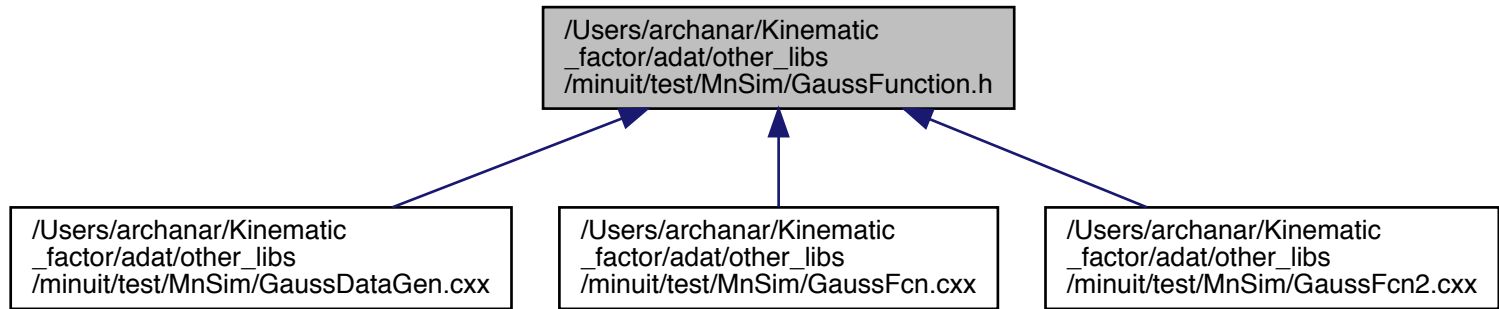 /Users/archanar/Kinematic
_factor/adat/other_libs
/minuit/test/MnSim/GaussFunction.h
/Users/archanar/Kinematic
_factor/adat/other_libs
/minuit/test/MnSim/GaussDataGen.cxx
/Users/archanar/Kinematic
_factor/adat/other_libs
/minuit/test/MnSim/GaussFcn.cxx
/Users/archanar/Kinematic
_factor/adat/other_libs
/minuit/test/MnSim/GaussFcn2.cxx